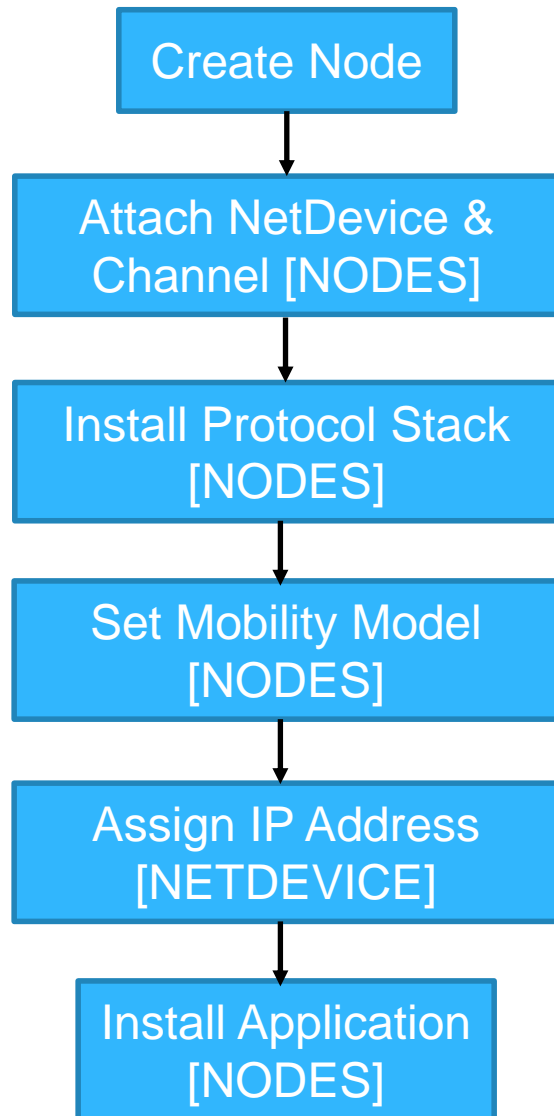 Create Node
Attach NetDevice &
Channel [NODES]
Install Protocol Stack
[NODES]
Set Mobility Model
[NODES]
Assign IP Address
[NETDEVICE]
Install Application
[NODES]